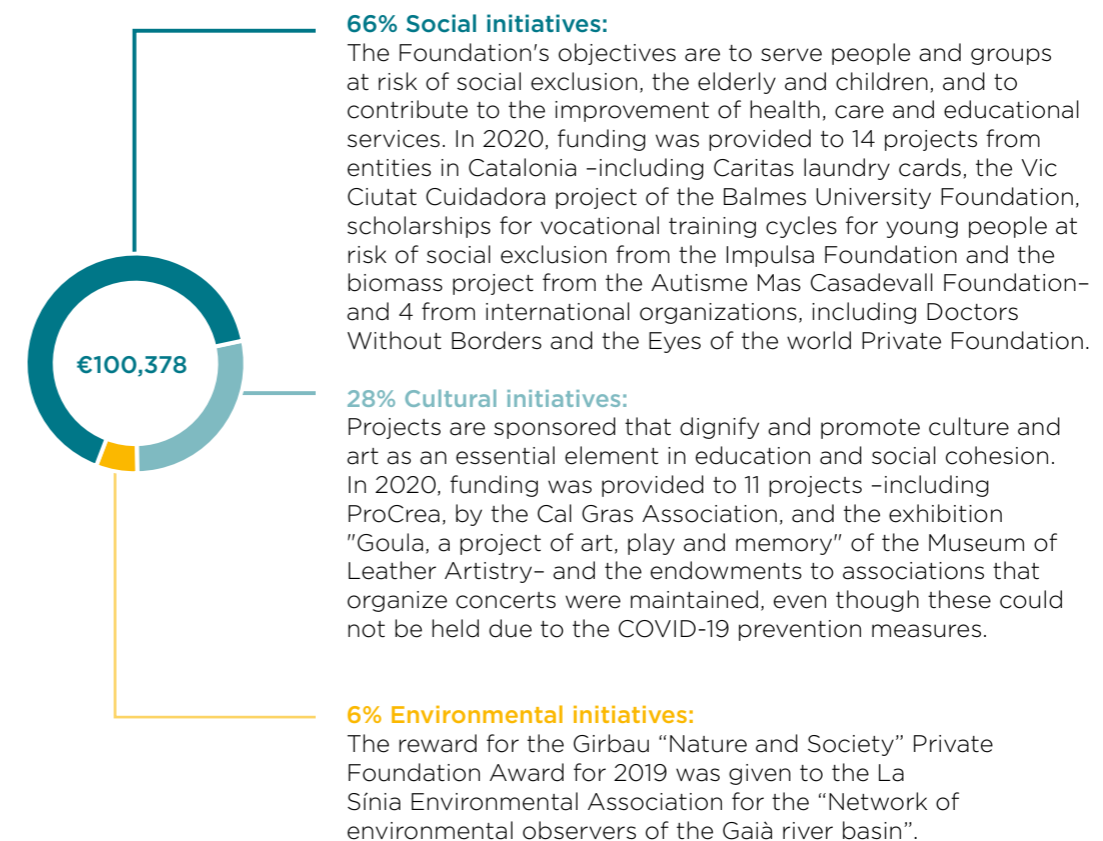 66% Social initiatives:
The Foundation's objectives are to serve people and groups
at risk of social exclusion, the elderly and children, and to
contribute to the improvement of health, care and educational
services. In 2020, funding was provided to 14 projects from
entities in Catalonia –including Caritas laundry cards, the Vic
Ciutat Cuidadora project of the Balmes University Foundation,
scholarships for vocational training cycles for young people at
risk of social exclusion from the Impulsa Foundation and the
biomass project from the Autisme Mas Casadevall Foundation–
and 4 from international organizations, including Doctors
Without Borders and the Eyes of the world Private Foundation.
€100,378
28% Cultural initiatives:
Projects are sponsored that dignify and promote culture and
art as an essential element in education and social cohesion.
In 2020, funding was provided to 11 projects –including
ProCrea, by the Cal Gras Association, and the exhibition
"Goula, a project of art, play and memory" of the Museum of
Leather Artistry– and the endowments to associations that
organize concerts were maintained, even though these could
not be held due to the COVID-19 prevention measures.
6% Environmental initiatives:
The reward for the Girbau “Nature and Society” Private
Foundation Award for 2019 was given to the La
Sínia Environmental Association for the “Network of
environmental observers of the Gaià river basin”.